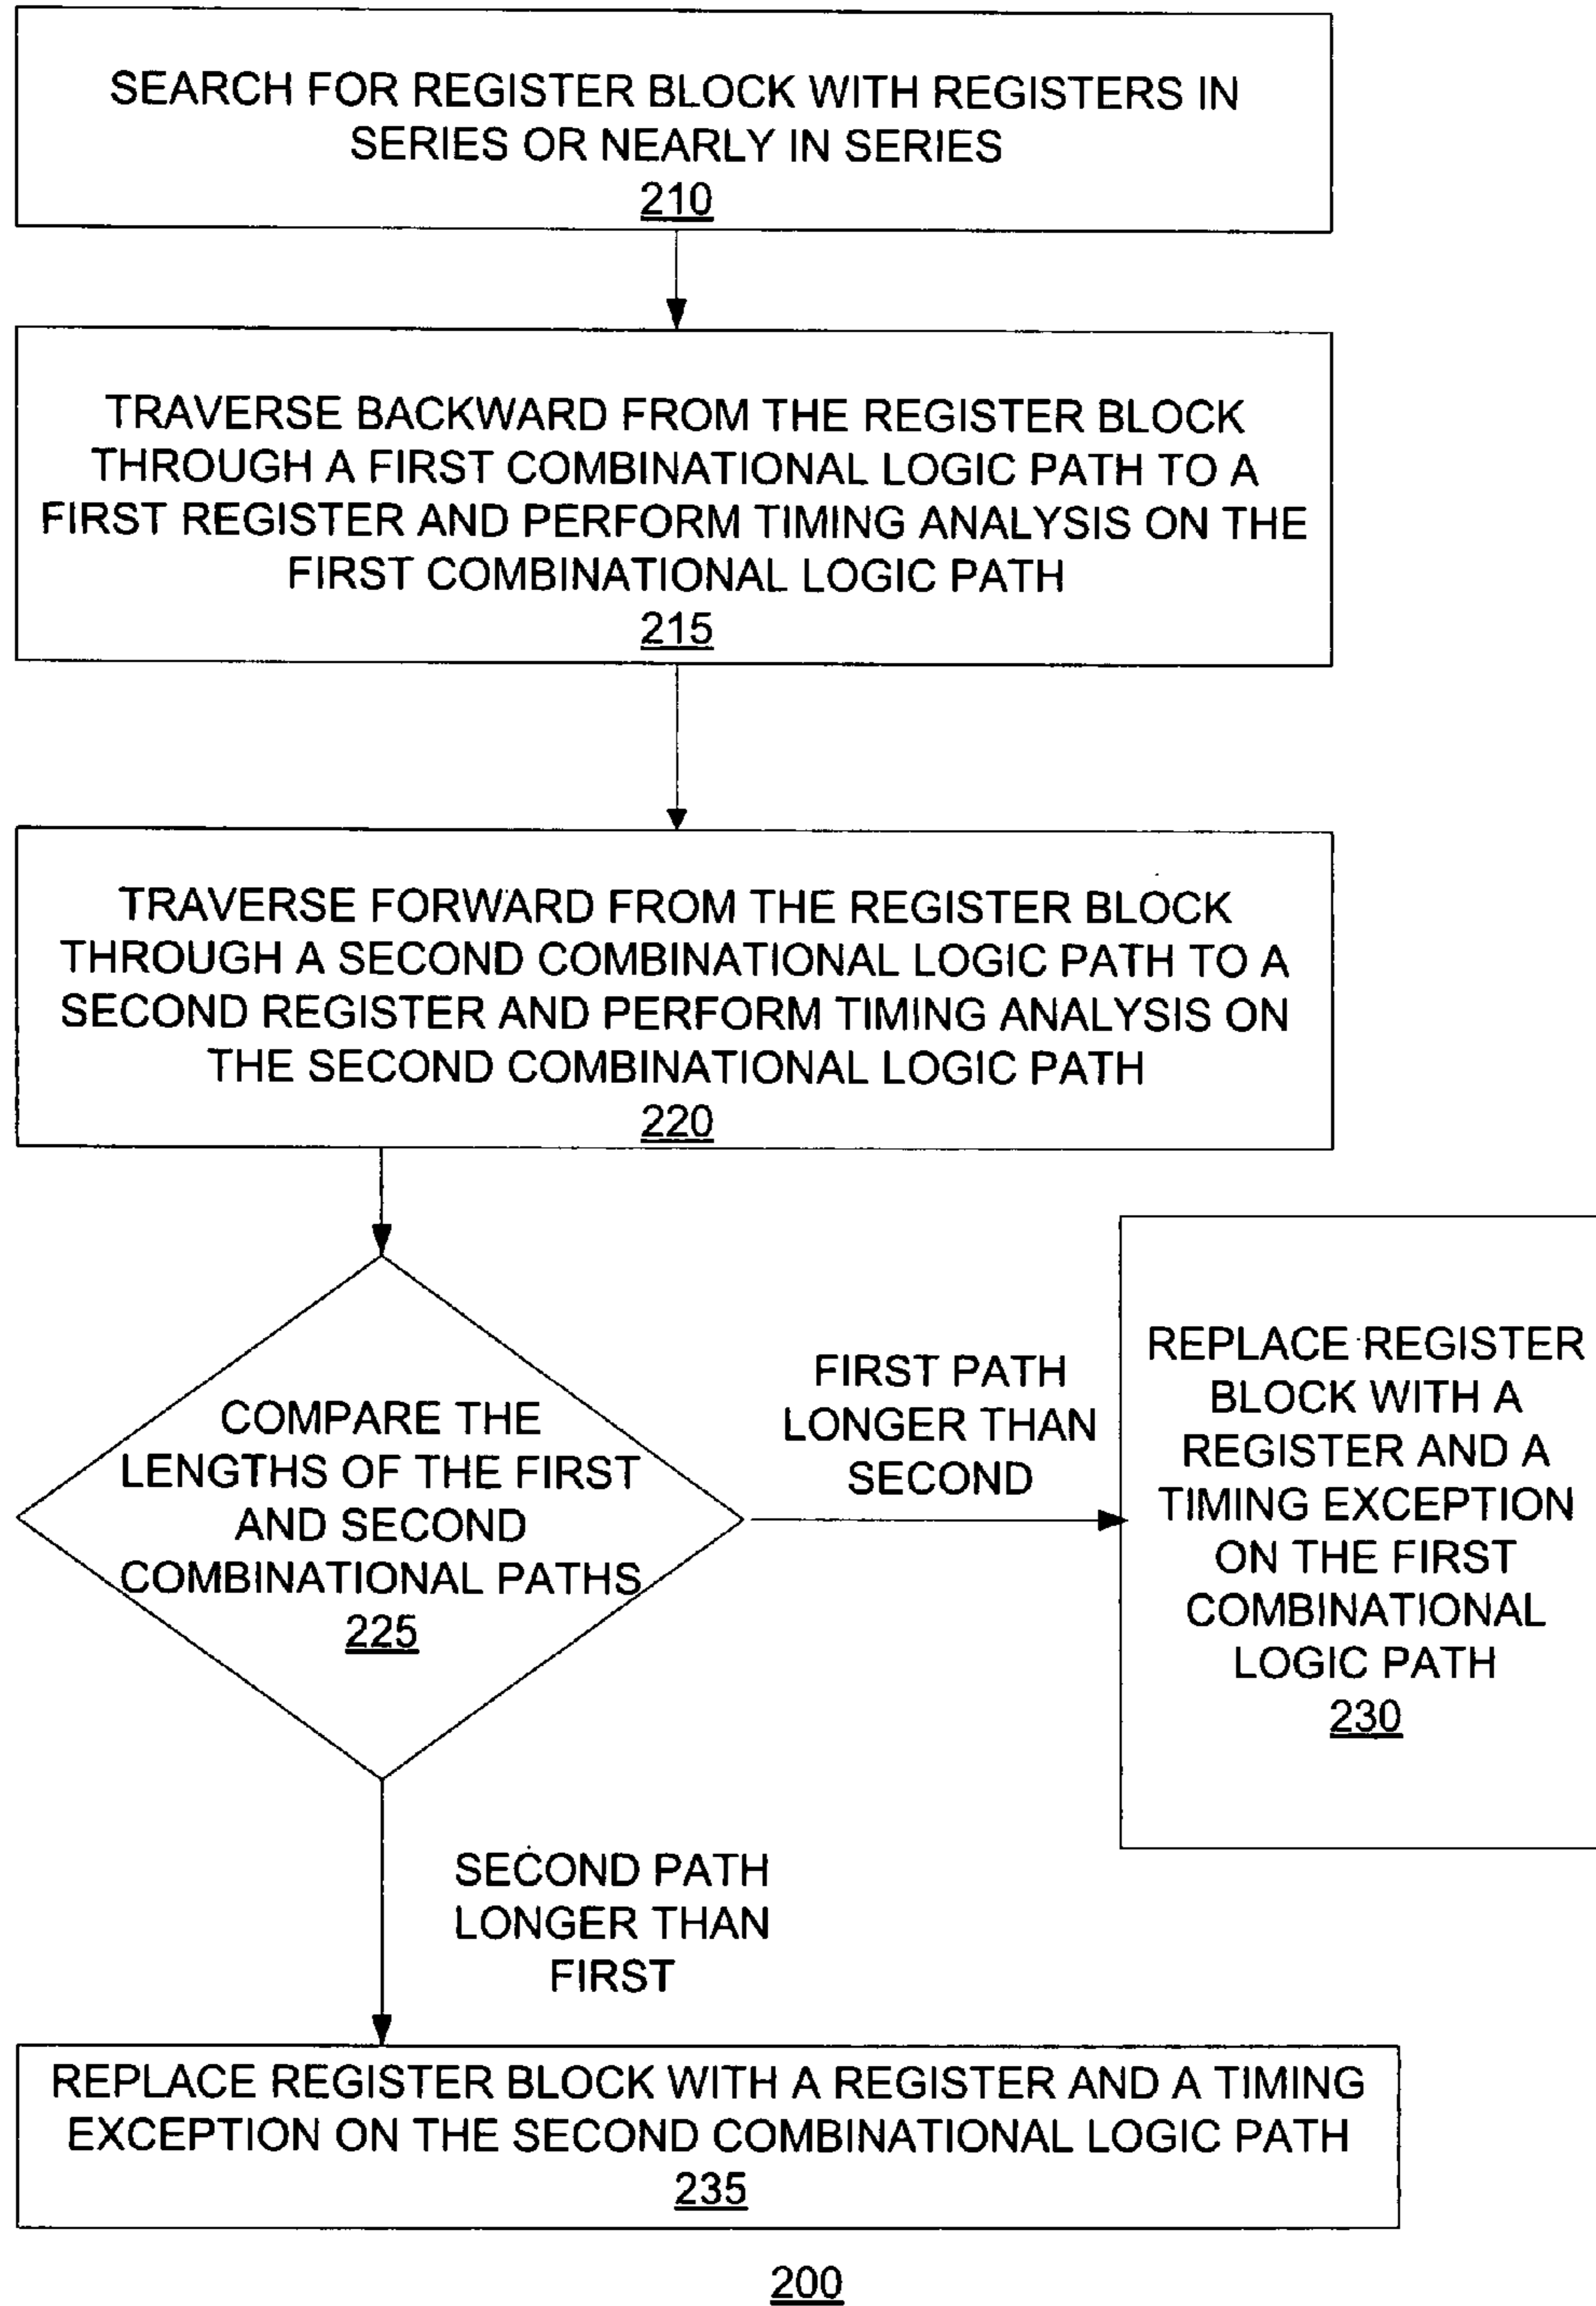 SEARCH FOR REGISTER BLOCK WITH REGISTERS IN
SERIES OR NEARLY IN SERIES
210
TRAVERSE BACKWARD FROM THE REGISTER BLOCK
THROUGH A FIRST COMBINATIONAL LOGIC PATH TO A
FIRST REGISTER AND PERFORM TIMING ANALYSIS ON THE
FIRST COMBINATIONAL LOGIC PATH
215
TRAVERSE FORWARD FROM THE REGISTER BLOCK
THROUGH A SECOND COMBINATIONAL LOGIC PATH TO A
SECOND REGISTER AND PERFORM TIMING ANALYSIS ON
THE SECOND COMBINATIONAL LOGIC PATH
220
COMPARE THE
LENGTHS OF THE FIRST
AND SECOND
COMBINATIONAL PATHS
225
FIRST PATH
LONGER THAN
SECOND
REPLACE REGISTER
BLOCK WITH A
REGISTER AND A
TIMING EXCEPTION
ON THE FIRST
COMBINATIONAL
LOGIC PATH
230
SECOND PATH
LONGER THAN
FIRST
REPLACE REGISTER BLOCK WITH A REGISTER AND A TIMING
EXCEPTION ON THE SECOND COMBINATIONAL LOGIC PATH
235
200